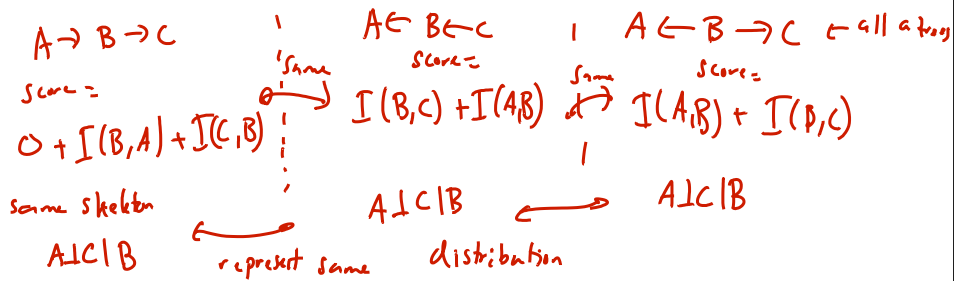 A → B → C
score =
0 + I(B,A) + I(C,B)
same skeleton
A⊥C|B
same
A ← B ← C
score =
I(B,C) + I(A,B)
A⊥C|B
represent same distribution
same
A ← B → C ← all a trees
score =
I(A,B) + I(B,C)
A⊥C|B